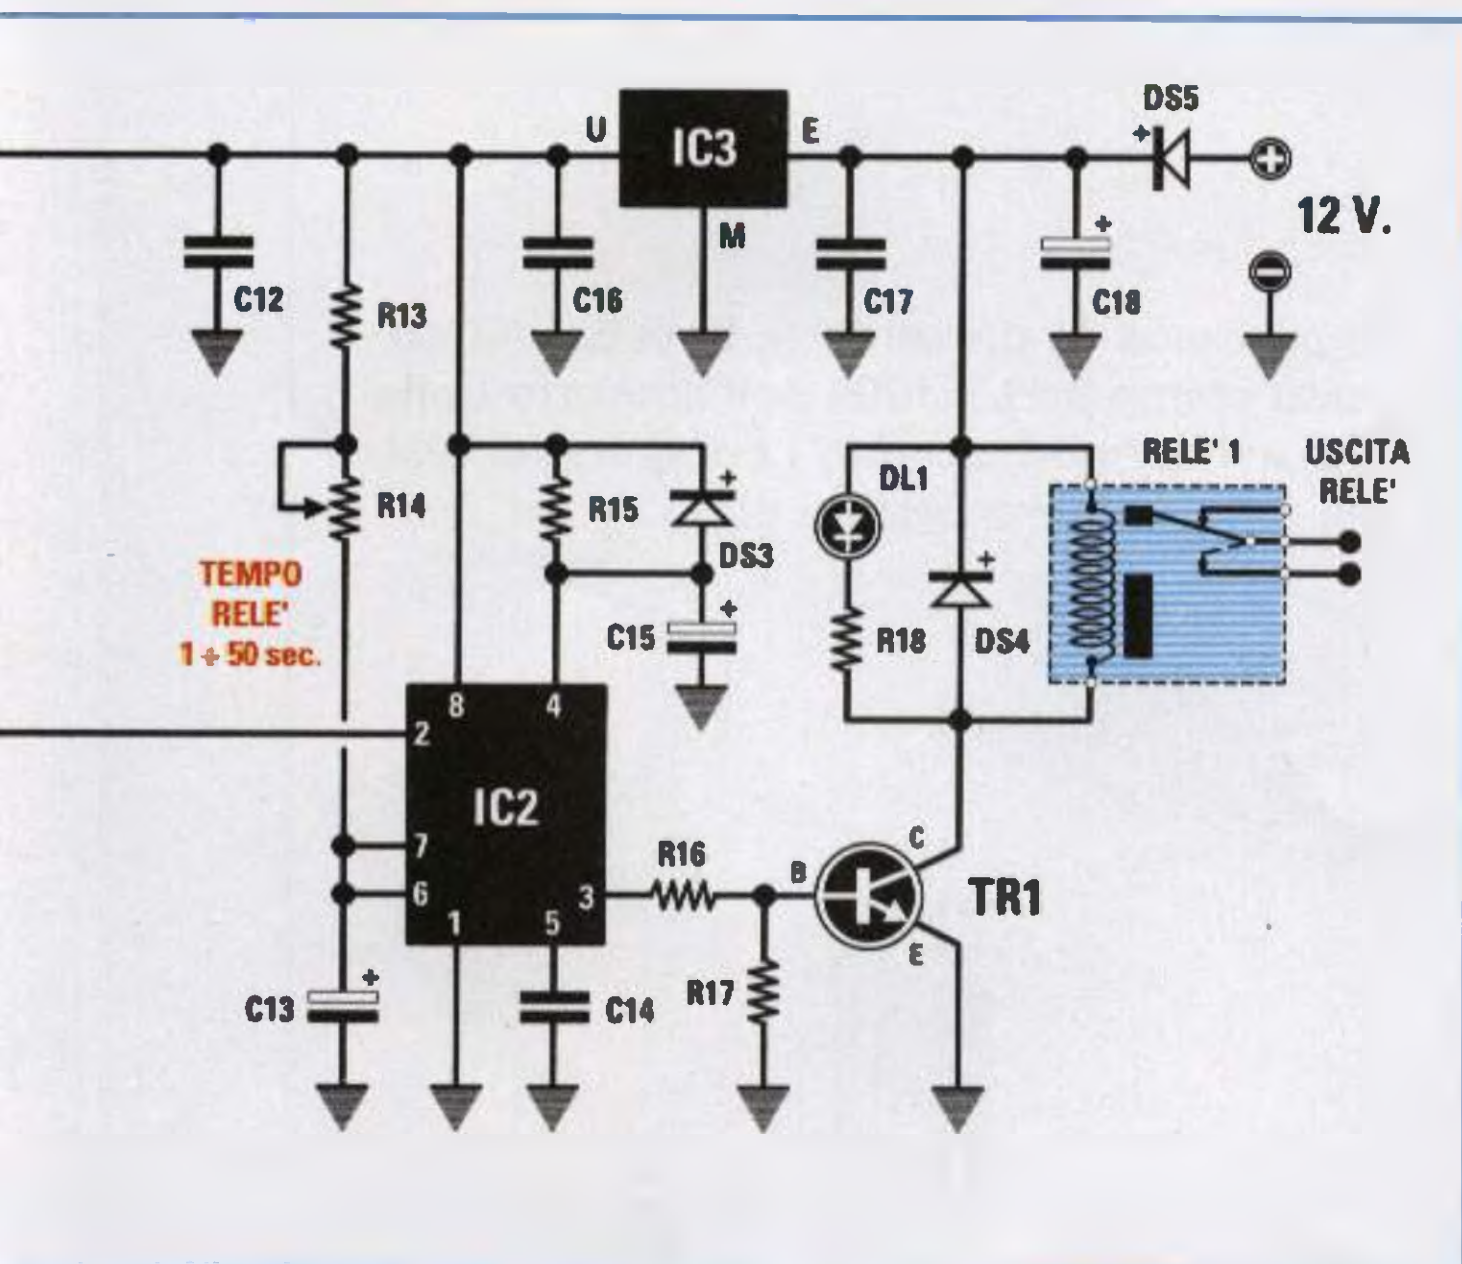 DS5
+
U
IC3
E
+
12 V.
M
+
−
C12
R13
C16
C17
C18
R14
R15
+
DS3
DL1
RELE' 1
USCITA
RELE'
TEMPO
RELE'
1 ÷ 50 sec.
C15
+
R18
+
DS4
8
4
2
IC2
7
6
3
1
5
R16
B
C
E
TR1
C13
+
C14
R17